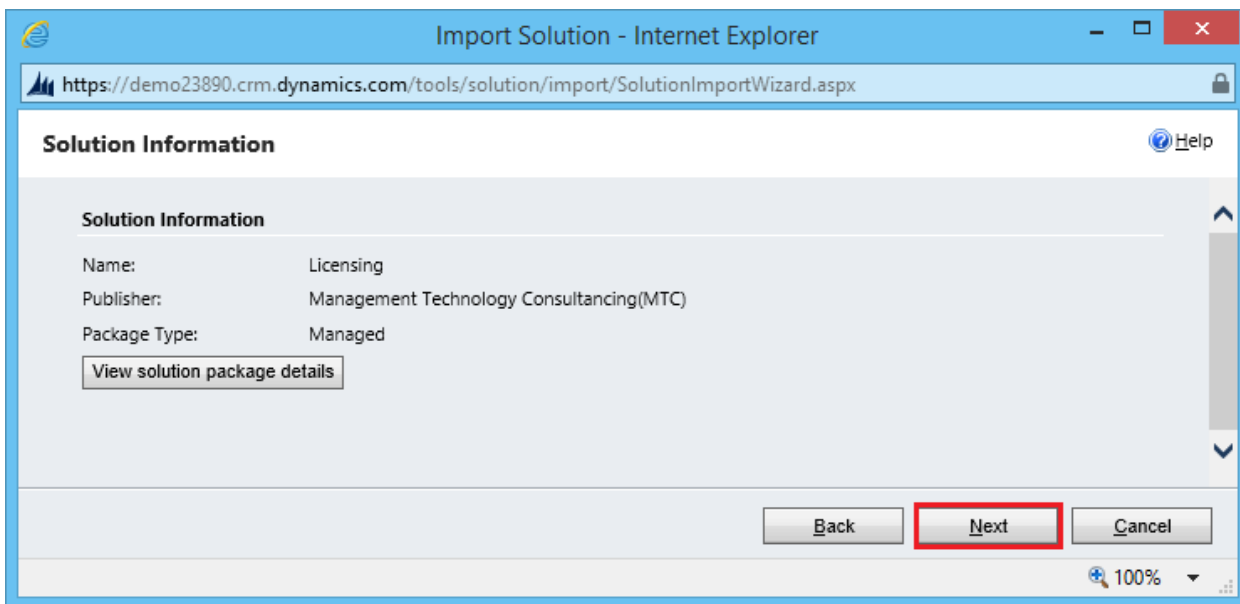 Import Solution - Internet Explorer
https://demo23890.crm.dynamics.com/tools/solution/import/SolutionImportWizard.aspx
Solution Information
Help
Solution Information
Name: Licensing
Publisher: Management Technology Consultancing(MTC)
Package Type: Managed
View solution package details
Back Next Cancel
100%